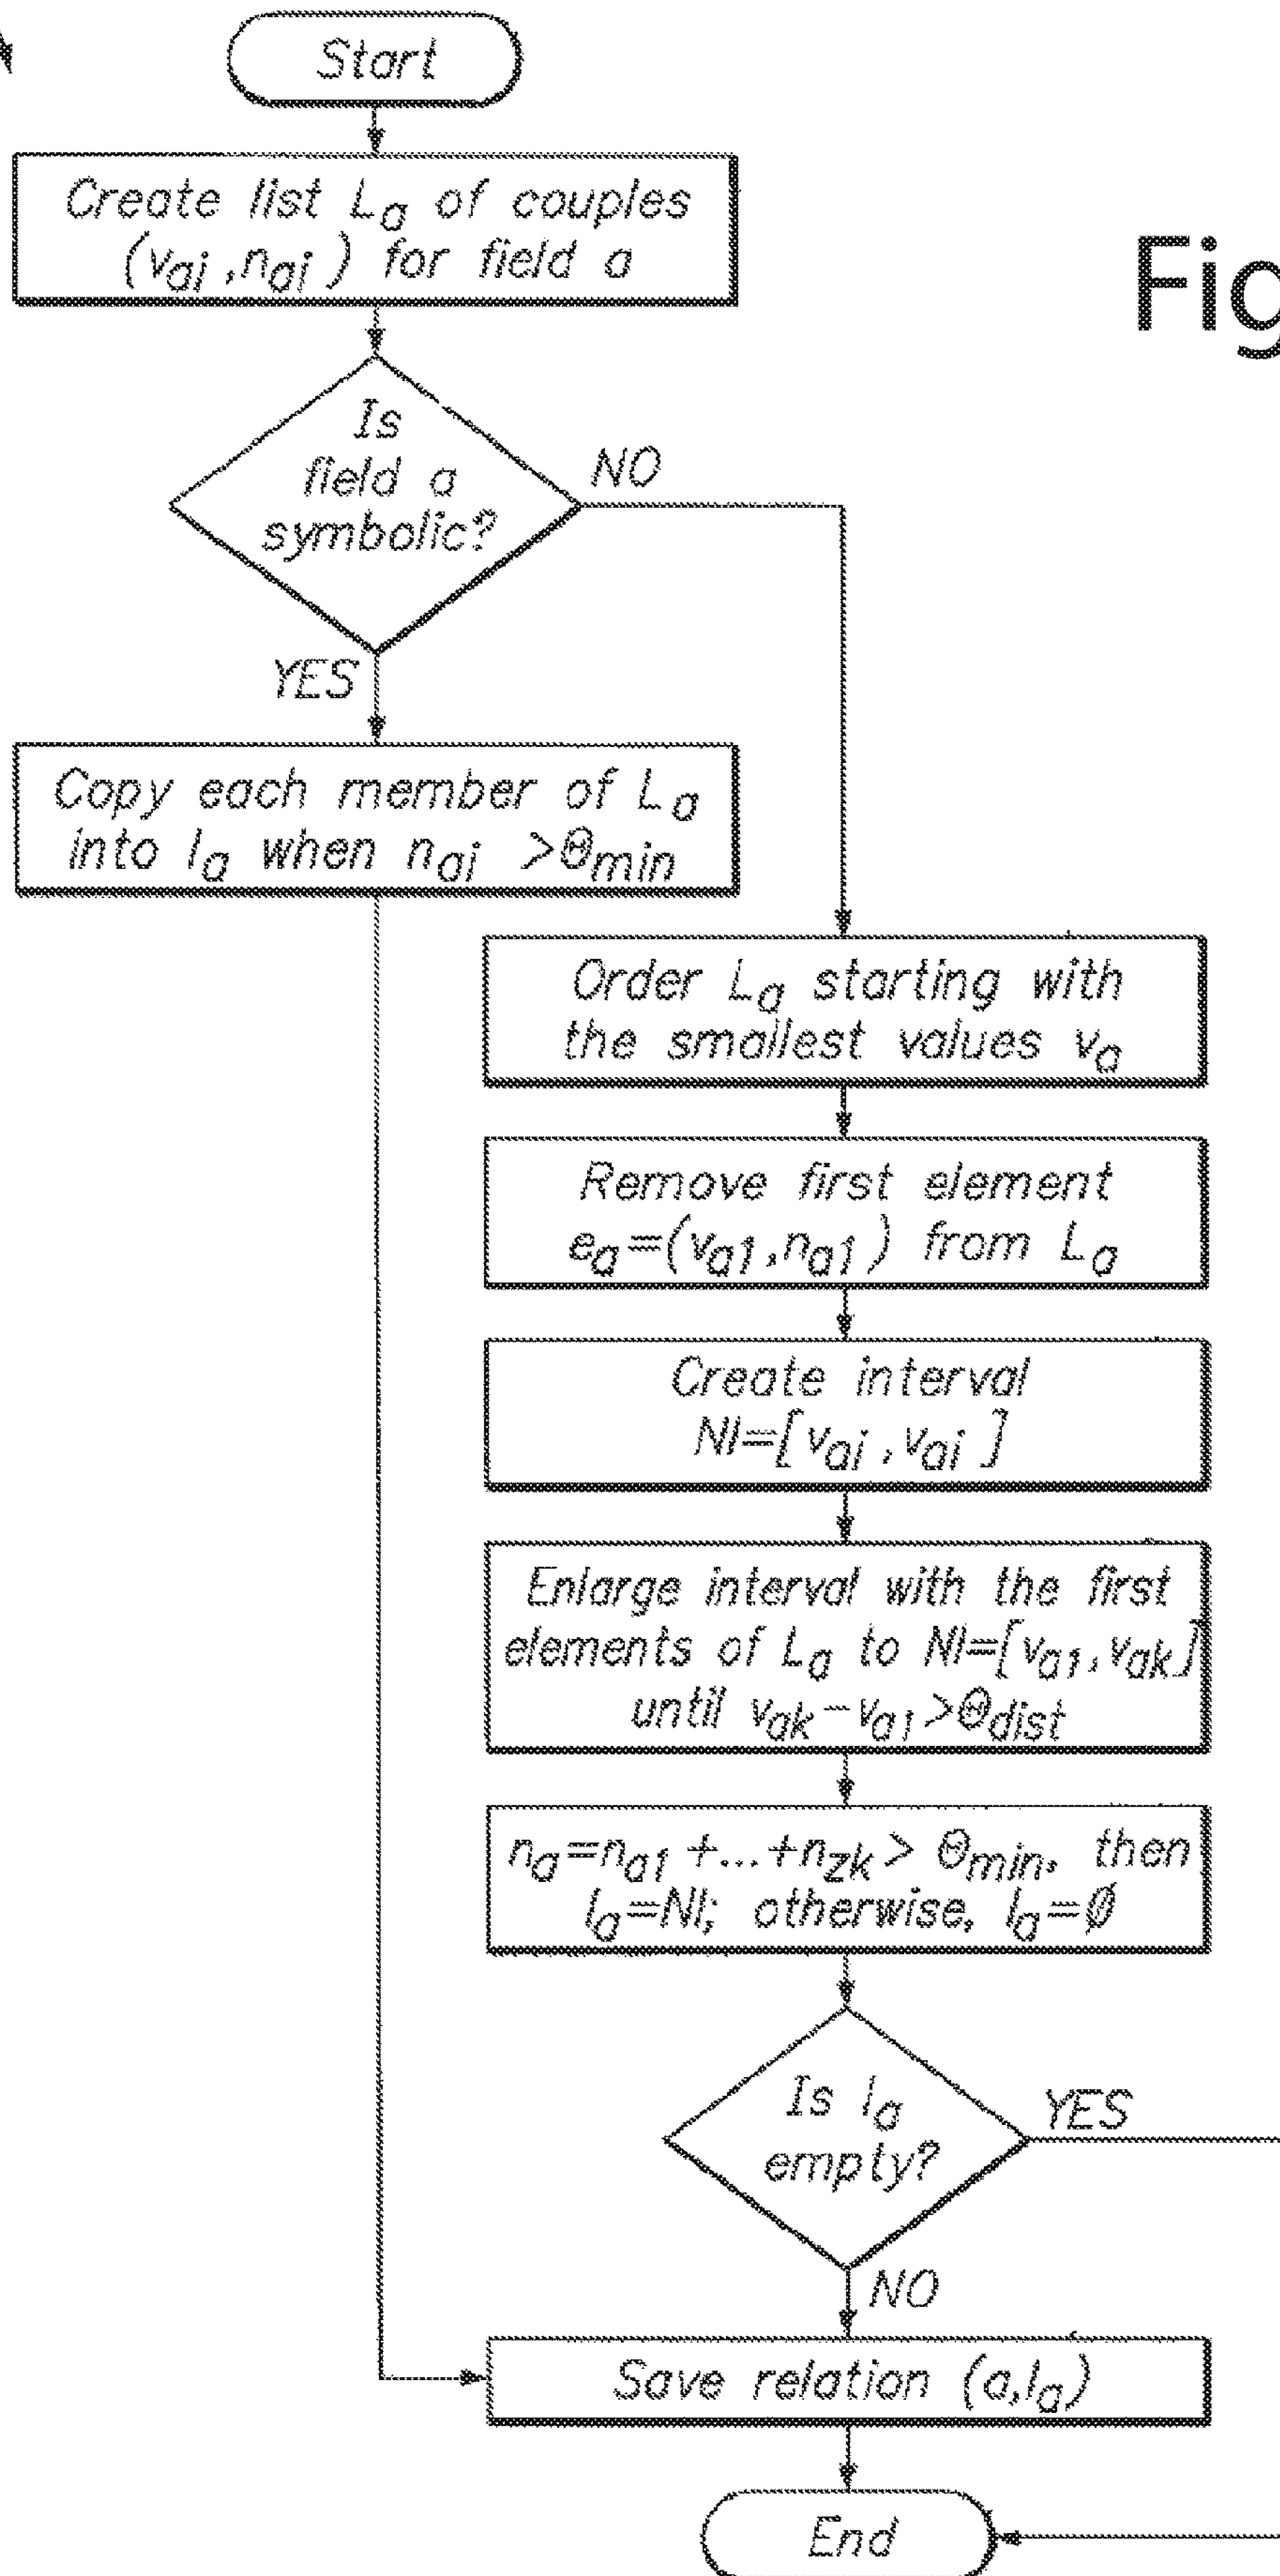 Start
Create list La of couples
(vai ,nai ) for field a
Fig
Is
field a
symbolic?
NO
YES
Copy each member of La
into Ia when nai >Θmin
Order La starting with
the smallest values va
Remove first element
ea=(va1,na1) from La
Create interval
NI=[vai ,vai ]
Enlarge interval with the first
elements of La to NI=[va1,vak]
until vak-va1>Θdist
na=na1+...+nzk> Θmin, then
Ia=NI; otherwise, Ia=Ø
Is Ia
empty?
YES
NO
Save relation (a,Ia)
End